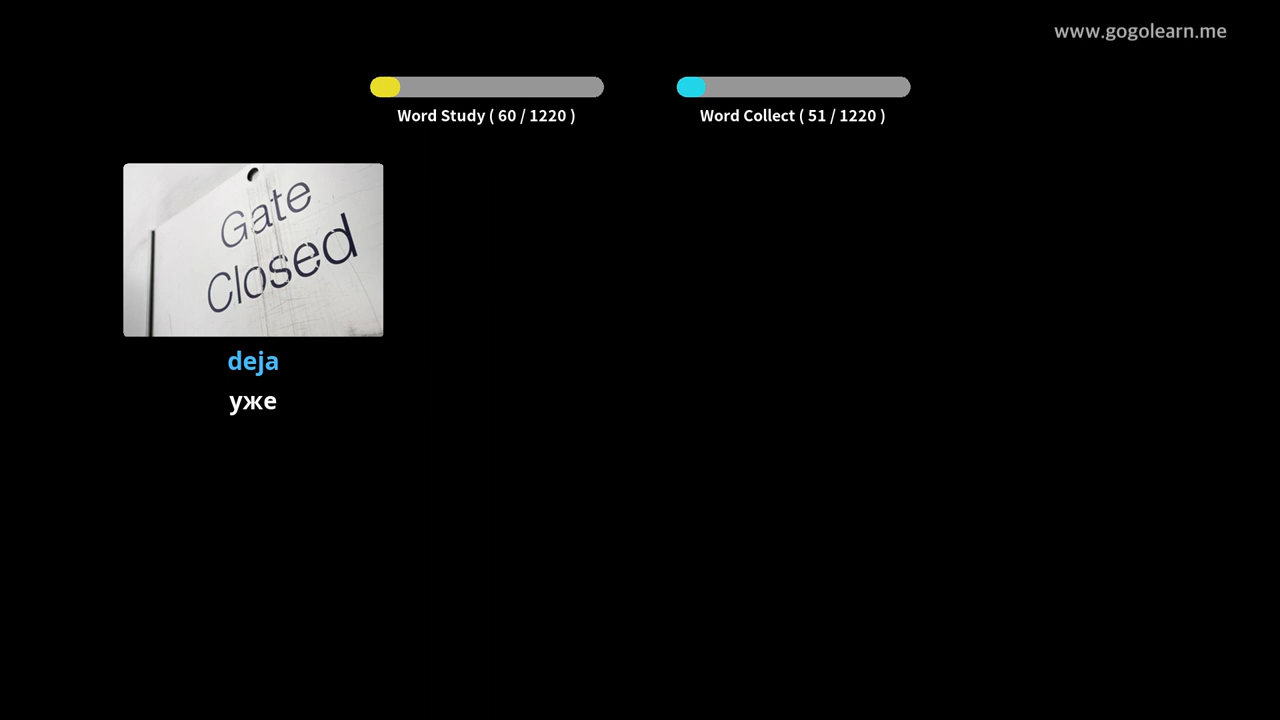 www.gogolearn.me
Word Study ( 60 / 1220 )
Word Collect ( 51 / 1220 )
Gate
Closed
deja
уже